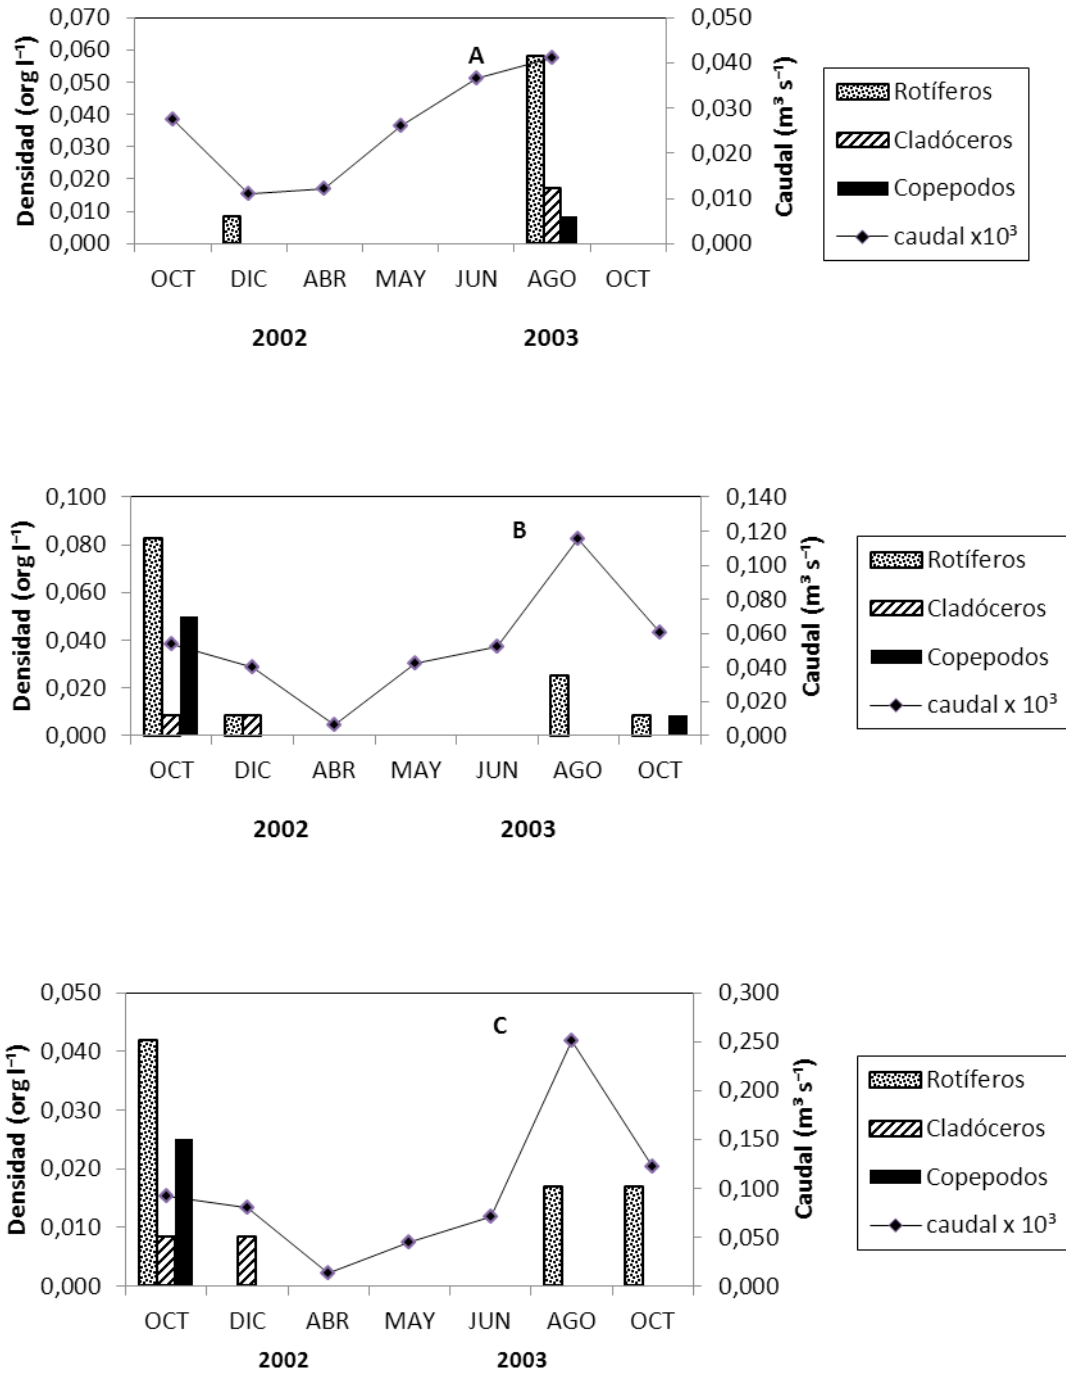 0,070
0,060
0,050
0,040
0,030
0,020
0,010
0,000
Densidad (org l⁻¹)
A
0,050
0,040
0,030
0,020
0,010
0,000
Caudal (m³ s⁻¹)
OCT DIC ABR MAY JUN AGO OCT
2002 2003
Rotíferos
Cladóceros
Copepodos
caudal x10³
0,100
0,080
0,060
0,040
0,020
0,000
Densidad (org l⁻¹)
B
0,140
0,120
0,100
0,080
0,060
0,040
0,020
0,000
Caudal (m³ s⁻¹)
OCT DIC ABR MAY JUN AGO OCT
2002 2003
Rotíferos
Cladóceros
Copepodos
caudal x 10³
0,050
0,040
0,030
0,020
0,010
0,000
Densidad (org l⁻¹)
C
0,300
0,250
0,200
0,150
0,100
0,050
0,000
Caudal (m³ s⁻¹)
OCT DIC ABR MAY JUN AGO OCT
2002 2003
Rotíferos
Cladóceros
Copepodos
caudal x 10³